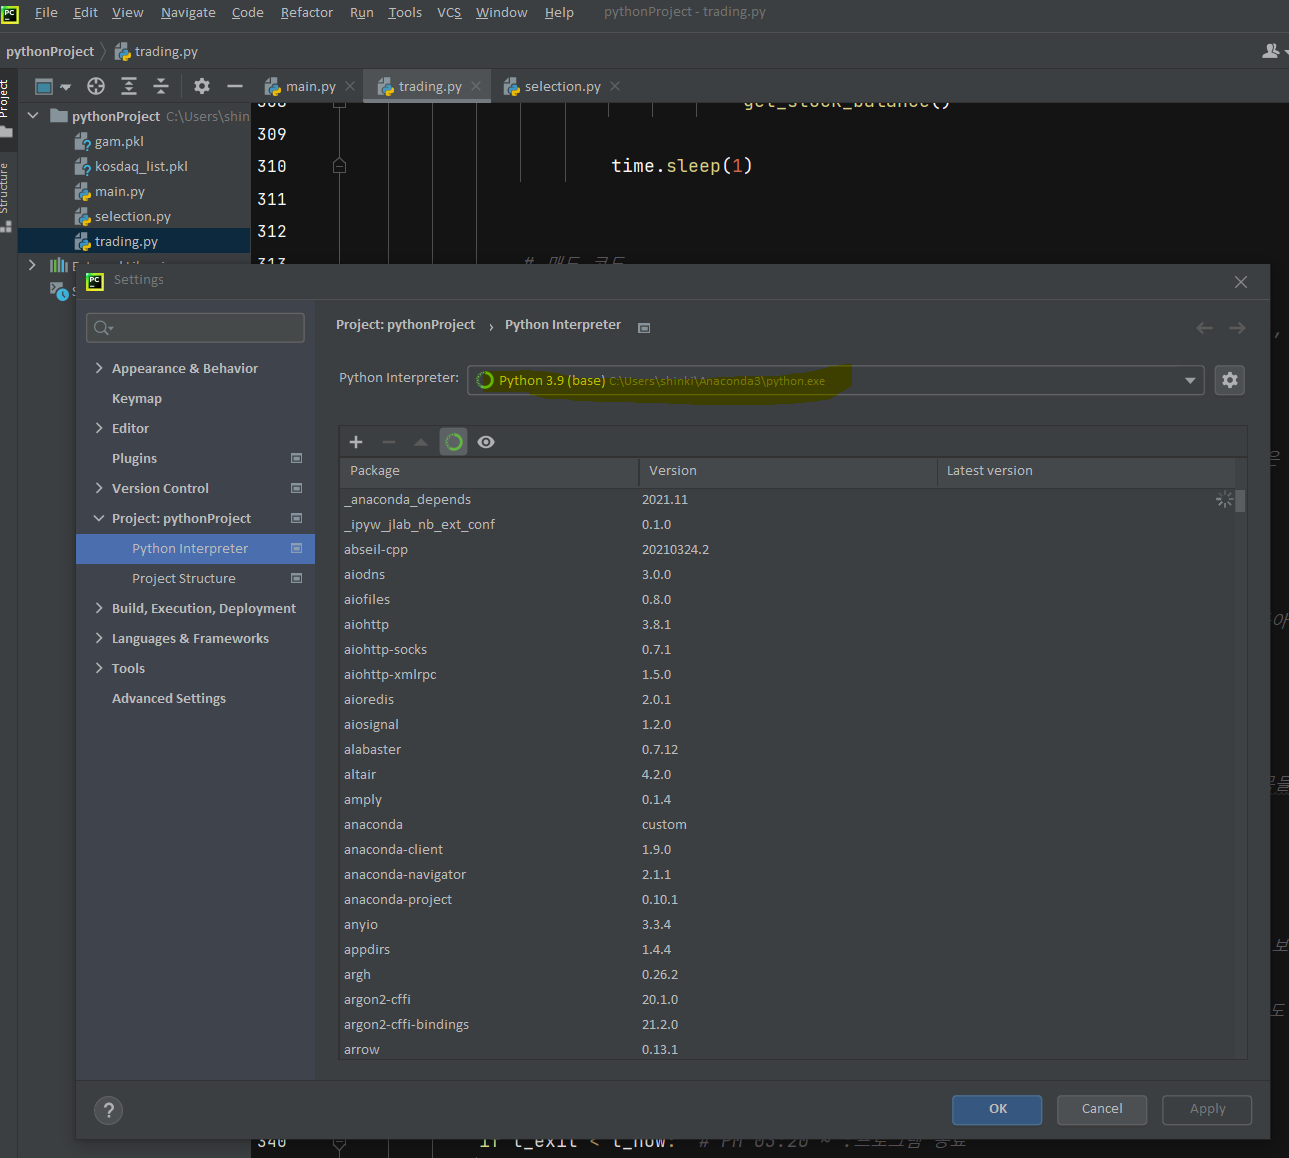 File Edit View Navigate Code Refactor Run Tools VCS Window Help pythonProject - trading.py
pythonProject trading.py
main.py trading.py selection.py
Project
Structure
pythonProject C:\Users\shin
gam.pkl
kosdaq_list.pkl
main.py
selection.py
trading.py
get_stock_balance()
309
310 time.sleep(1)
311
312
313
Settings
Appearance & Behavior
Keymap
Editor
Plugins
Version Control
Project: pythonProject
Python Interpreter
Project Structure
Build, Execution, Deployment
Languages & Frameworks
Tools
Advanced Settings
Project: pythonProject › Python Interpreter
Python Interpreter: Python 3.9 (base) C:\Users\shinki\Anaconda3\python.exe
Package Version Latest version
_anaconda_depends 2021.11
_ipyw_jlab_nb_ext_conf 0.1.0
abseil-cpp 20210324.2
aiodns 3.0.0
aiofiles 0.8.0
aiohttp 3.8.1
aiohttp-socks 0.7.1
aiohttp-xmlrpc 1.5.0
aioredis 2.0.1
aiosignal 1.2.0
alabaster 0.7.12
altair 4.2.0
amply 0.1.4
anaconda custom
anaconda-client 1.9.0
anaconda-navigator 2.1.1
anaconda-project 0.10.1
anyio 3.3.4
appdirs 1.4.4
argh 0.26.2
argon2-cffi 20.1.0
argon2-cffi-bindings 21.2.0
arrow 0.13.1
? OK Cancel Apply
340 if t_exit < t_now: # PM 03:20 ~ :프로그램 종료